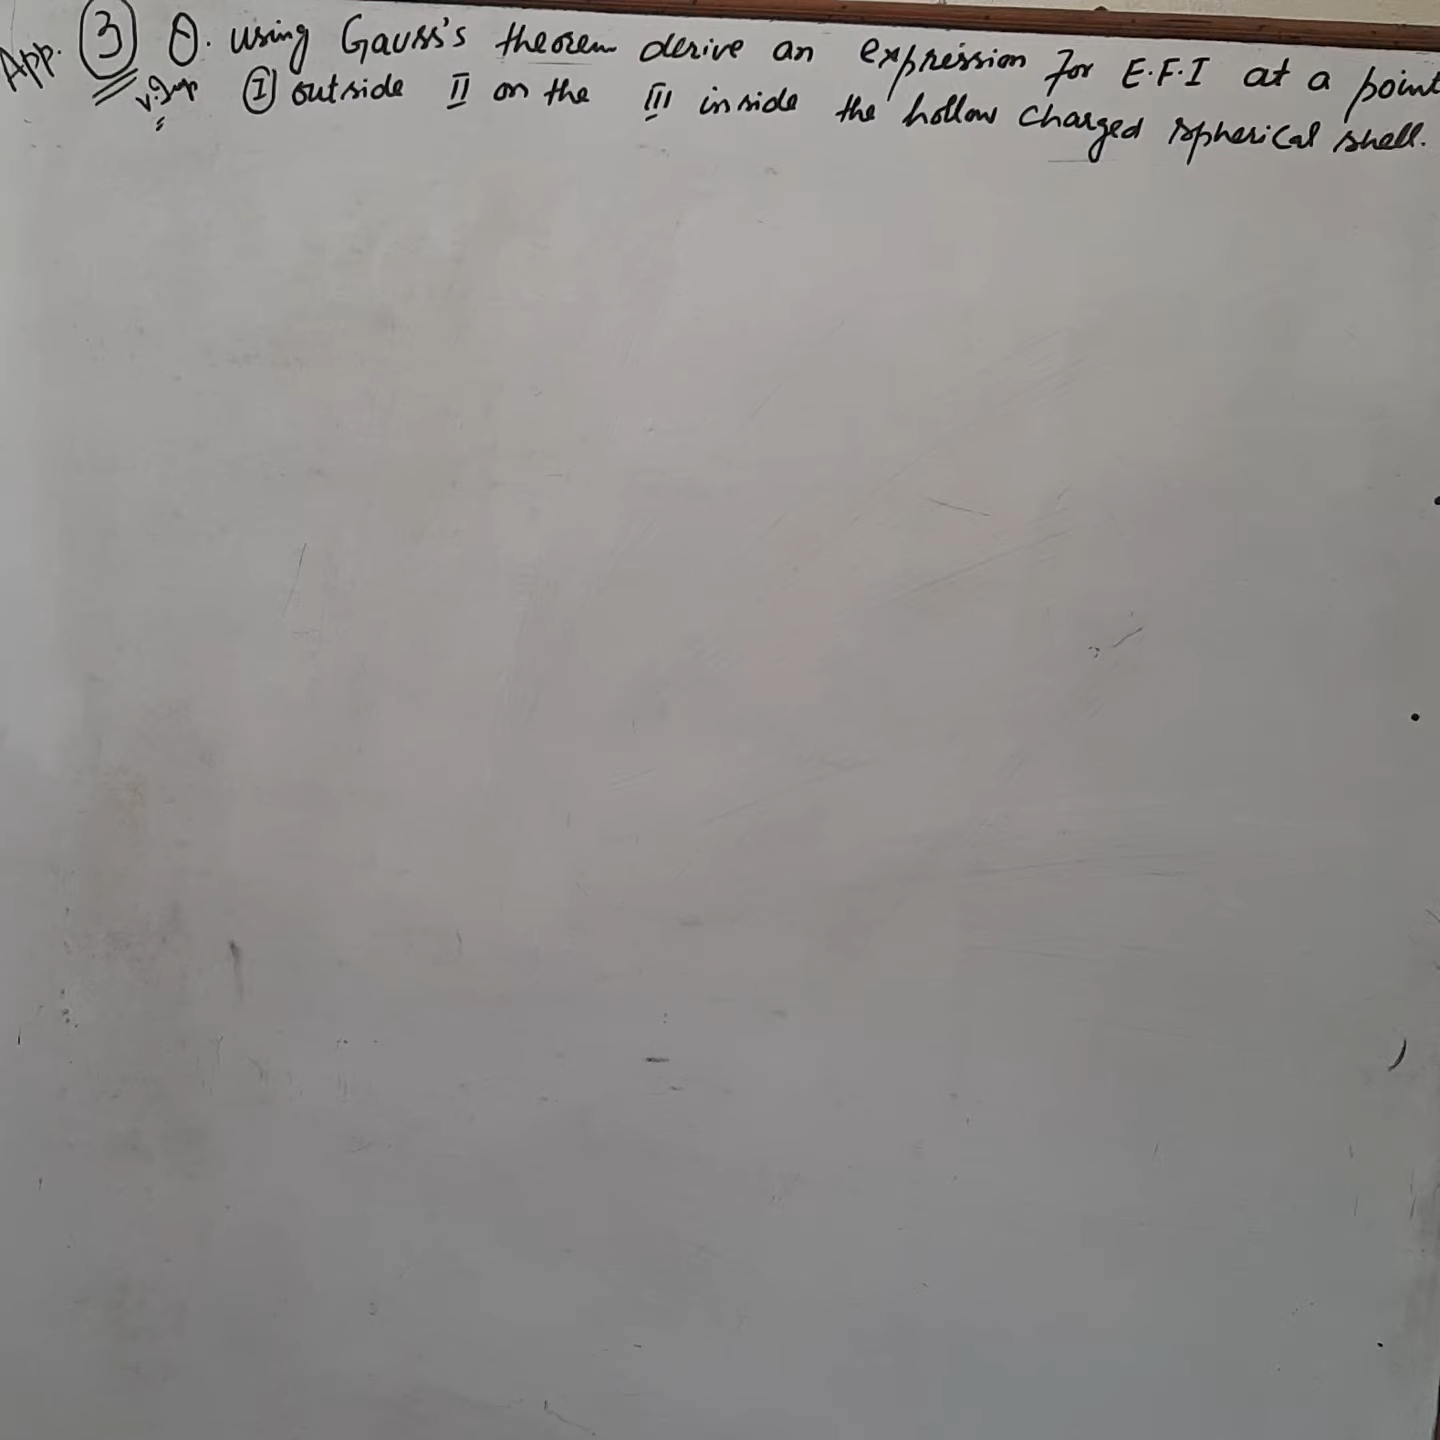 App. ③ Q. using Gauss's theorem derive an expression for E.F.I at a point
v.Imp Ⓘ outside II on the III inside the hollow charged spherical shell.